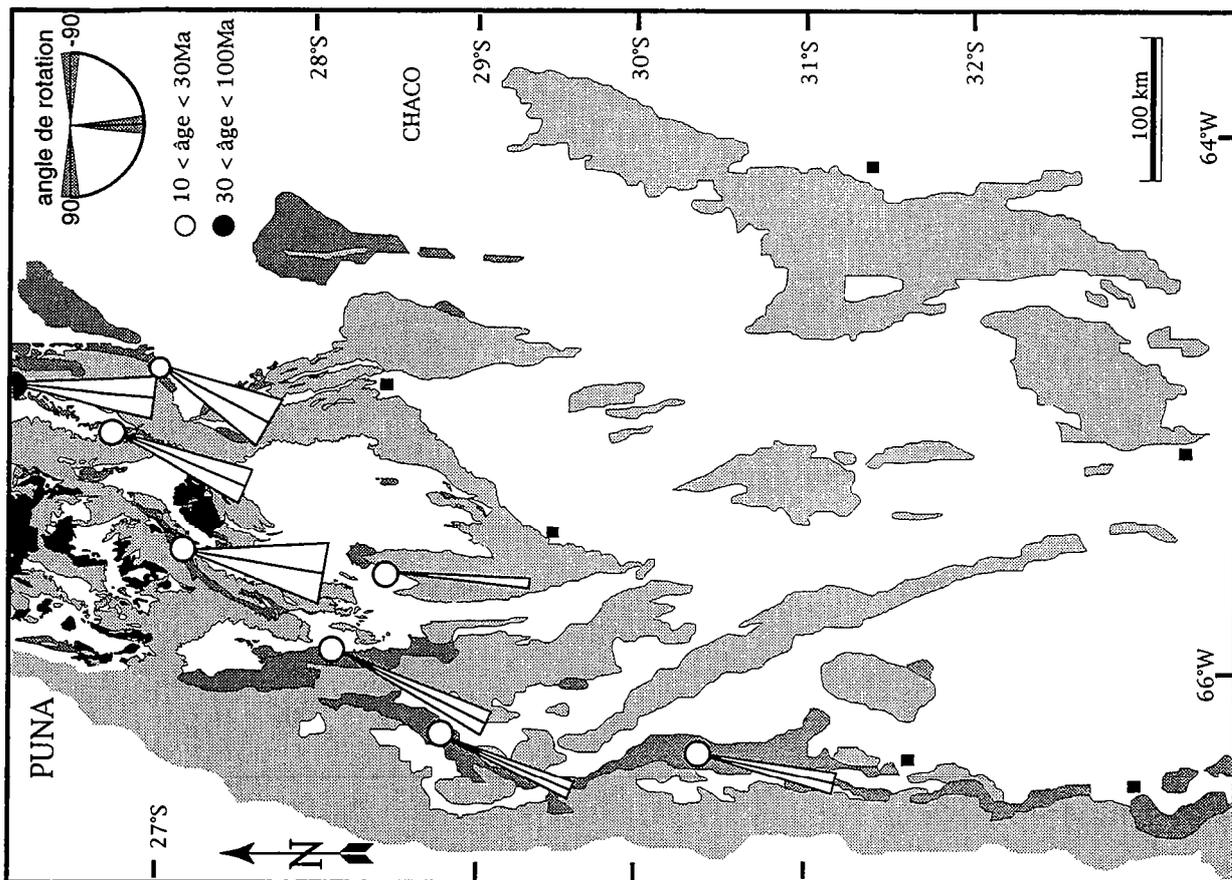 angle de rotation
90
-90
10 < âge < 30Ma
30 < âge < 100Ma
CHACO
PUNA
N
27°S
28°S
29°S
30°S
31°S
32°S
64°W
66°W
100 km